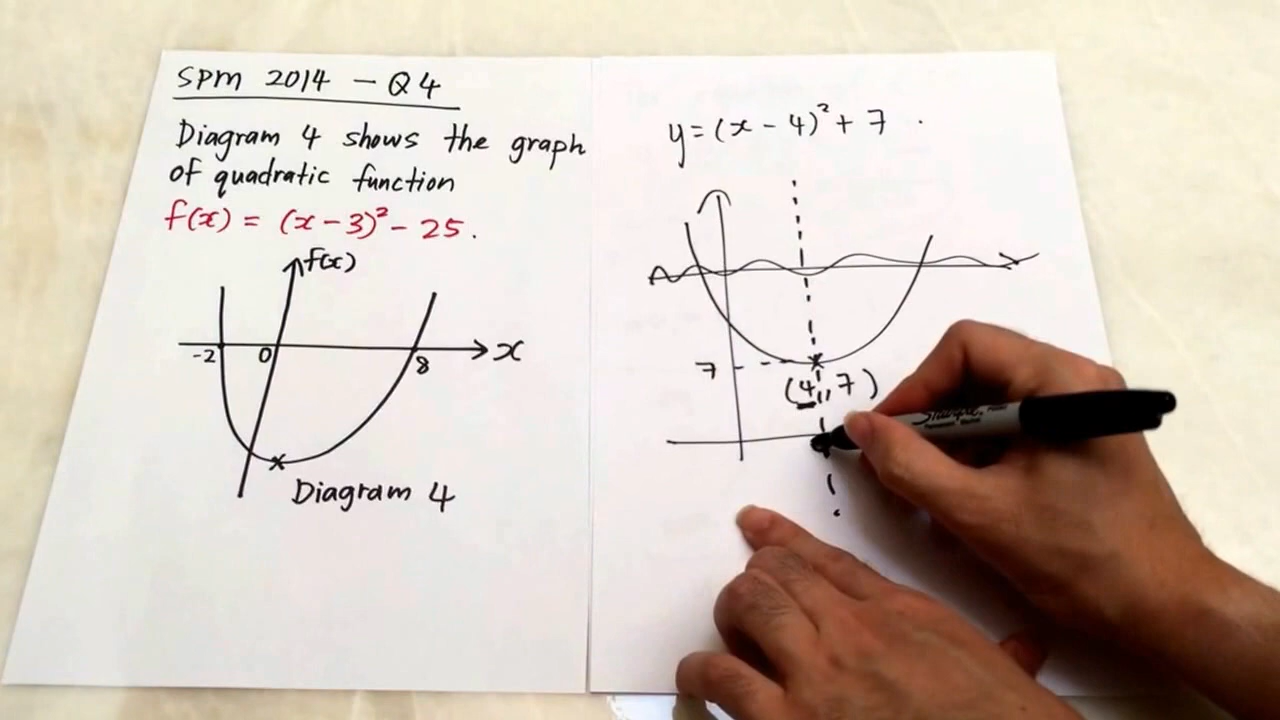 SPM 2014 - Q4
Diagram 4 shows the graph
of quadratic function
f(x) = (x - 3)² - 25.
f(x)
-2 0 8 x
Diagram 4
y = (x - 4)² + 7 .
7
(4, 7)
Sharpie